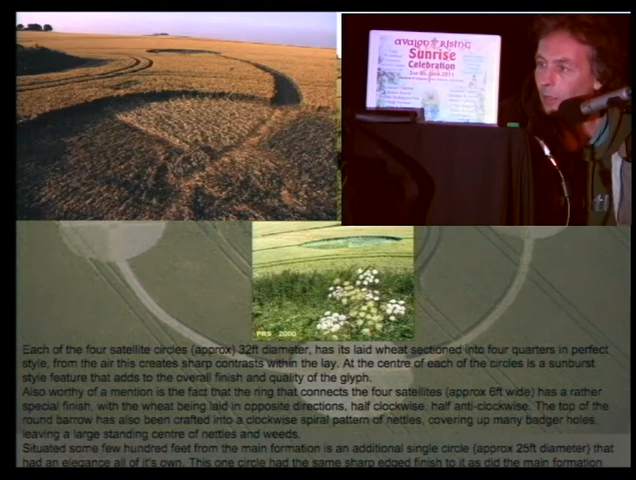 avalon RISING
Sunrise
Celebration
PRS 2000
Each of the four satellite circles (approx) 32ft diameter, has its laid wheat sectioned into four quarters in perfect
style, from the air this creates sharp contrasts within the lay. At the centre of each of the circles is a sunburst
style feature that adds to the overall finish and quality of the glyph.
Also worthy of a mention is the fact that the ring that connects the four satellites (approx 6ft wide) has a rather
special finish, with the wheat being laid in opposite directions, half clockwise, half anti-clockwise. The top of the
round barrow has also been crafted into a clockwise spiral pattern of nettles, covering up many badger holes,
leaving a large standing centre of nettles and weeds.
Situated some few hundred feet from the main formation is an additional single circle (approx 25ft diameter) that
had an elegance all of it's own. This one circle had the same sharp edged finish to it as did the main formation